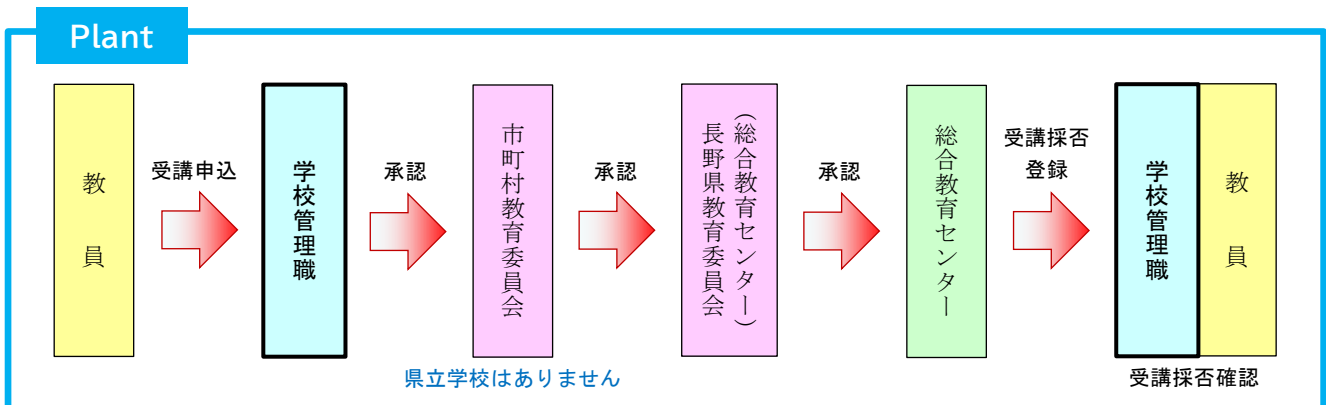 Plant
教員
受講申込
学校管理職
承認
市町村教育委員会
承認
長野県教育委員会
（総合教育センター）
承認
総合教育センター
受講採否
登録
学校管理職
教員
県立学校はありません
受講採否確認